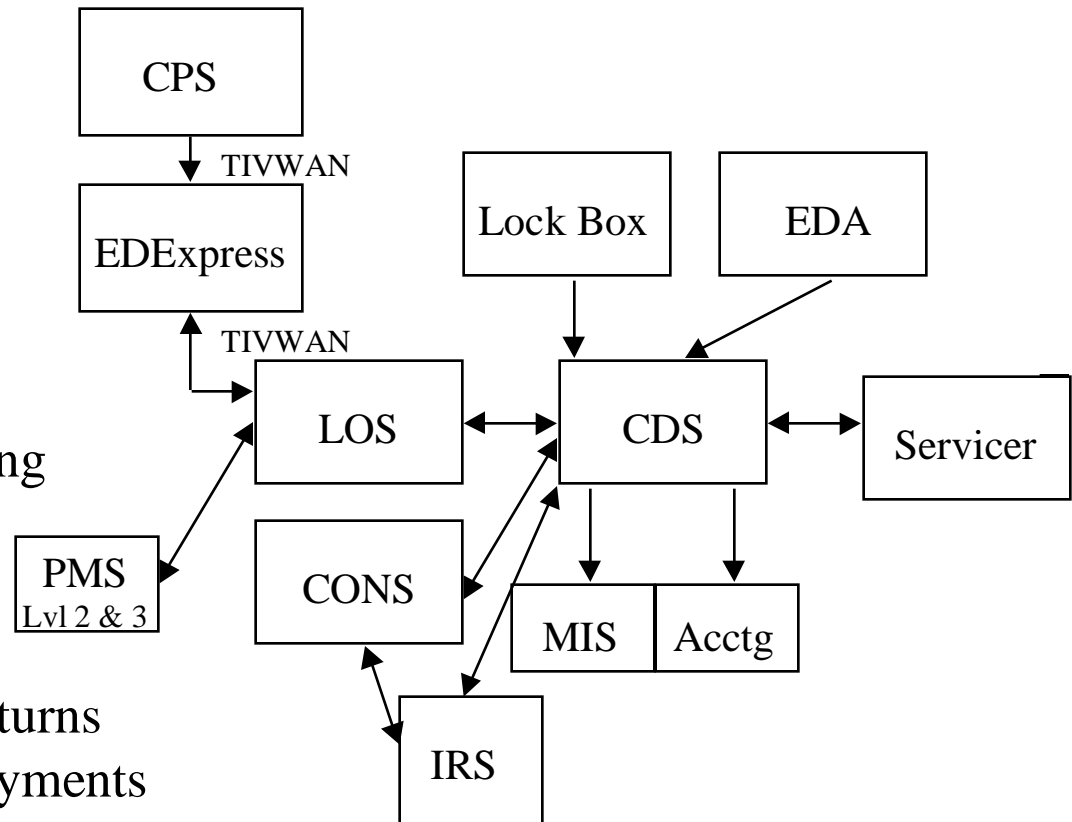 CPS
TIVWAN
EDExpress
TIVWAN
Lock Box
EDA
LOS
CDS
Servicer
ng
PMS
Lvl 2 & 3
CONS
MIS
Acctg
turns
yments
IRS